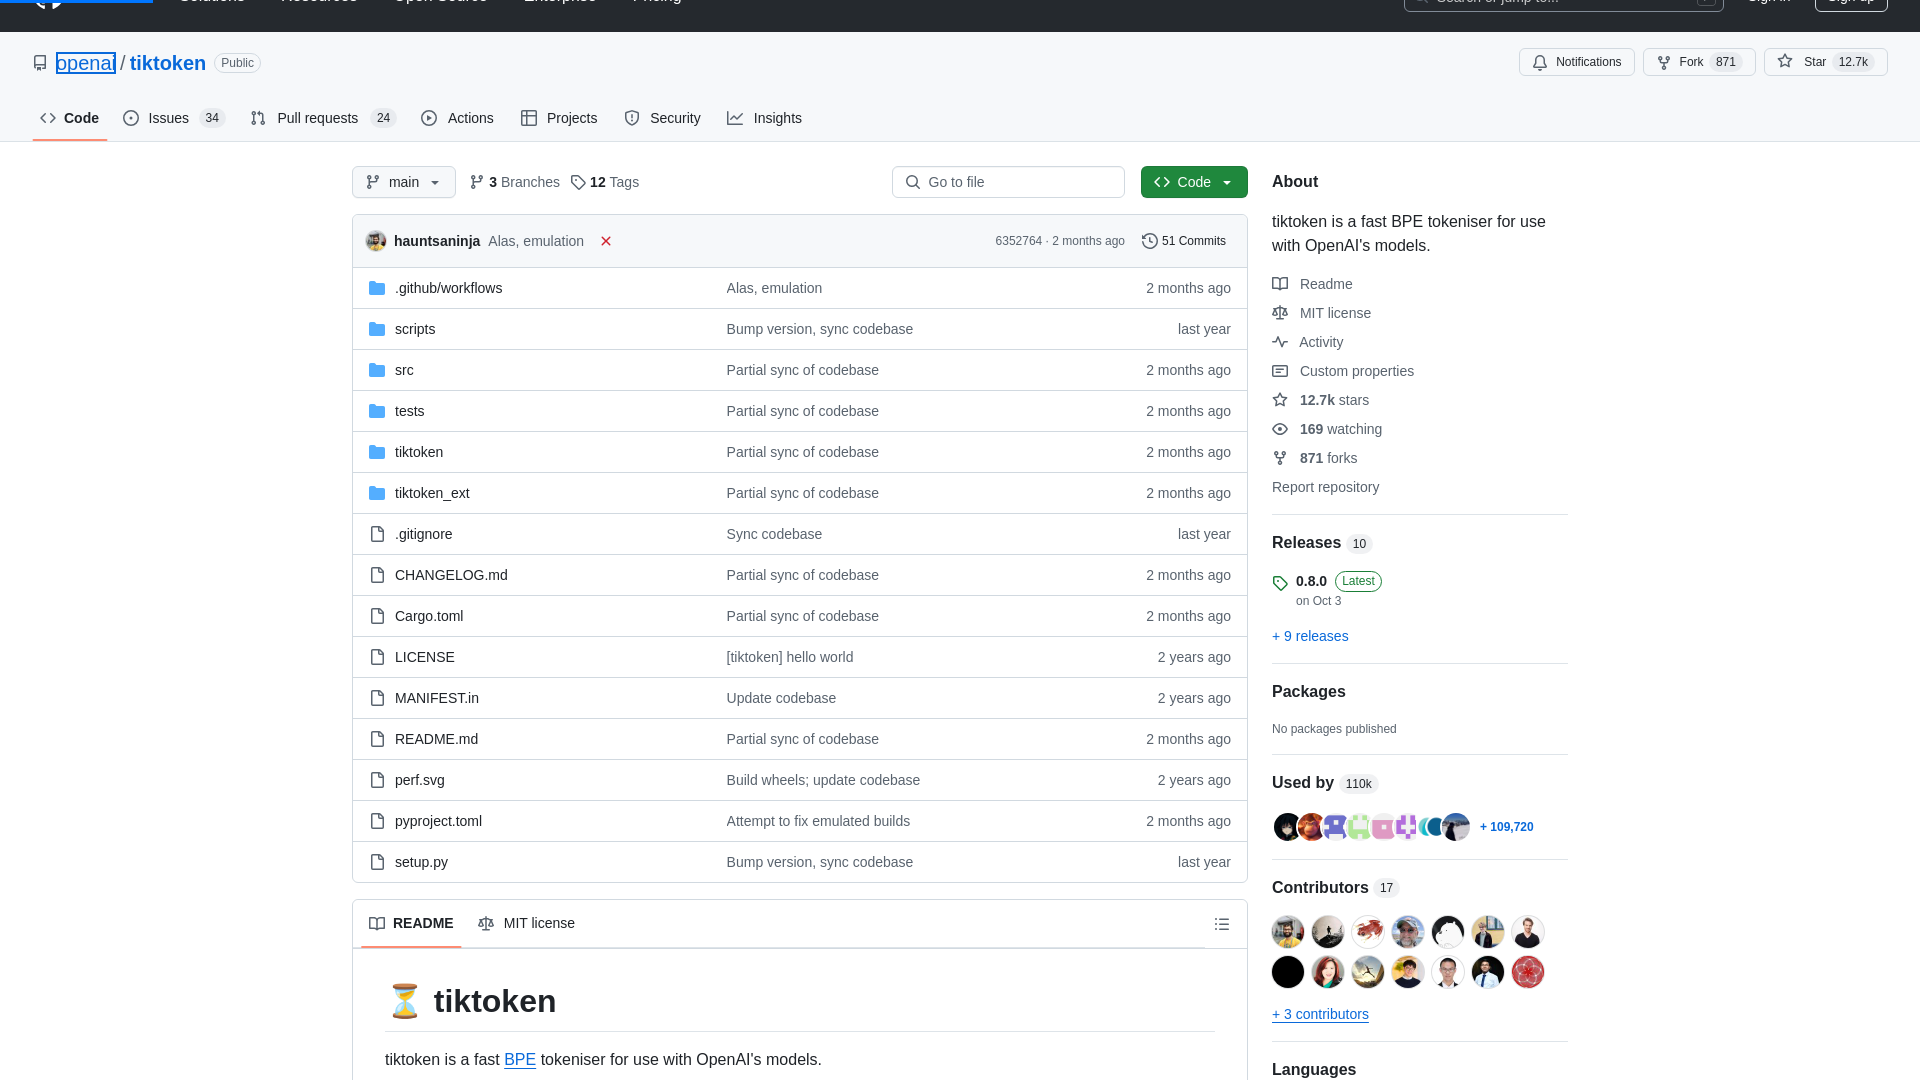 Solutions Resources Open Source Enterprise Pricing Search or jump to... Sign in Sign up
openai / tiktoken Public
Notifications Fork 871 Star 12.7k
Code Issues 34 Pull requests 24 Actions Projects Security Insights
main 3 Branches 12 Tags Go to file Code
hauntsaninja Alas, emulation 6352764 · 2 months ago 51 Commits
.github/workflows Alas, emulation 2 months ago
scripts Bump version, sync codebase last year
src Partial sync of codebase 2 months ago
tests Partial sync of codebase 2 months ago
tiktoken Partial sync of codebase 2 months ago
tiktoken_ext Partial sync of codebase 2 months ago
.gitignore Sync codebase last year
CHANGELOG.md Partial sync of codebase 2 months ago
Cargo.toml Partial sync of codebase 2 months ago
LICENSE [tiktoken] hello world 2 years ago
MANIFEST.in Update codebase 2 years ago
README.md Partial sync of codebase 2 months ago
perf.svg Build wheels; update codebase 2 years ago
pyproject.toml Attempt to fix emulated builds 2 months ago
setup.py Bump version, sync codebase last year
README MIT license
tiktoken
tiktoken is a fast BPE tokeniser for use with OpenAI's models.
About
tiktoken is a fast BPE tokeniser for use
with OpenAI's models.
Readme
MIT license
Activity
Custom properties
12.7k stars
169 watching
871 forks
Report repository
Releases 10
0.8.0 Latest
on Oct 3
+ 9 releases
Packages
No packages published
Used by 110k
+ 109,720
Contributors 17
+ 3 contributors
Languages